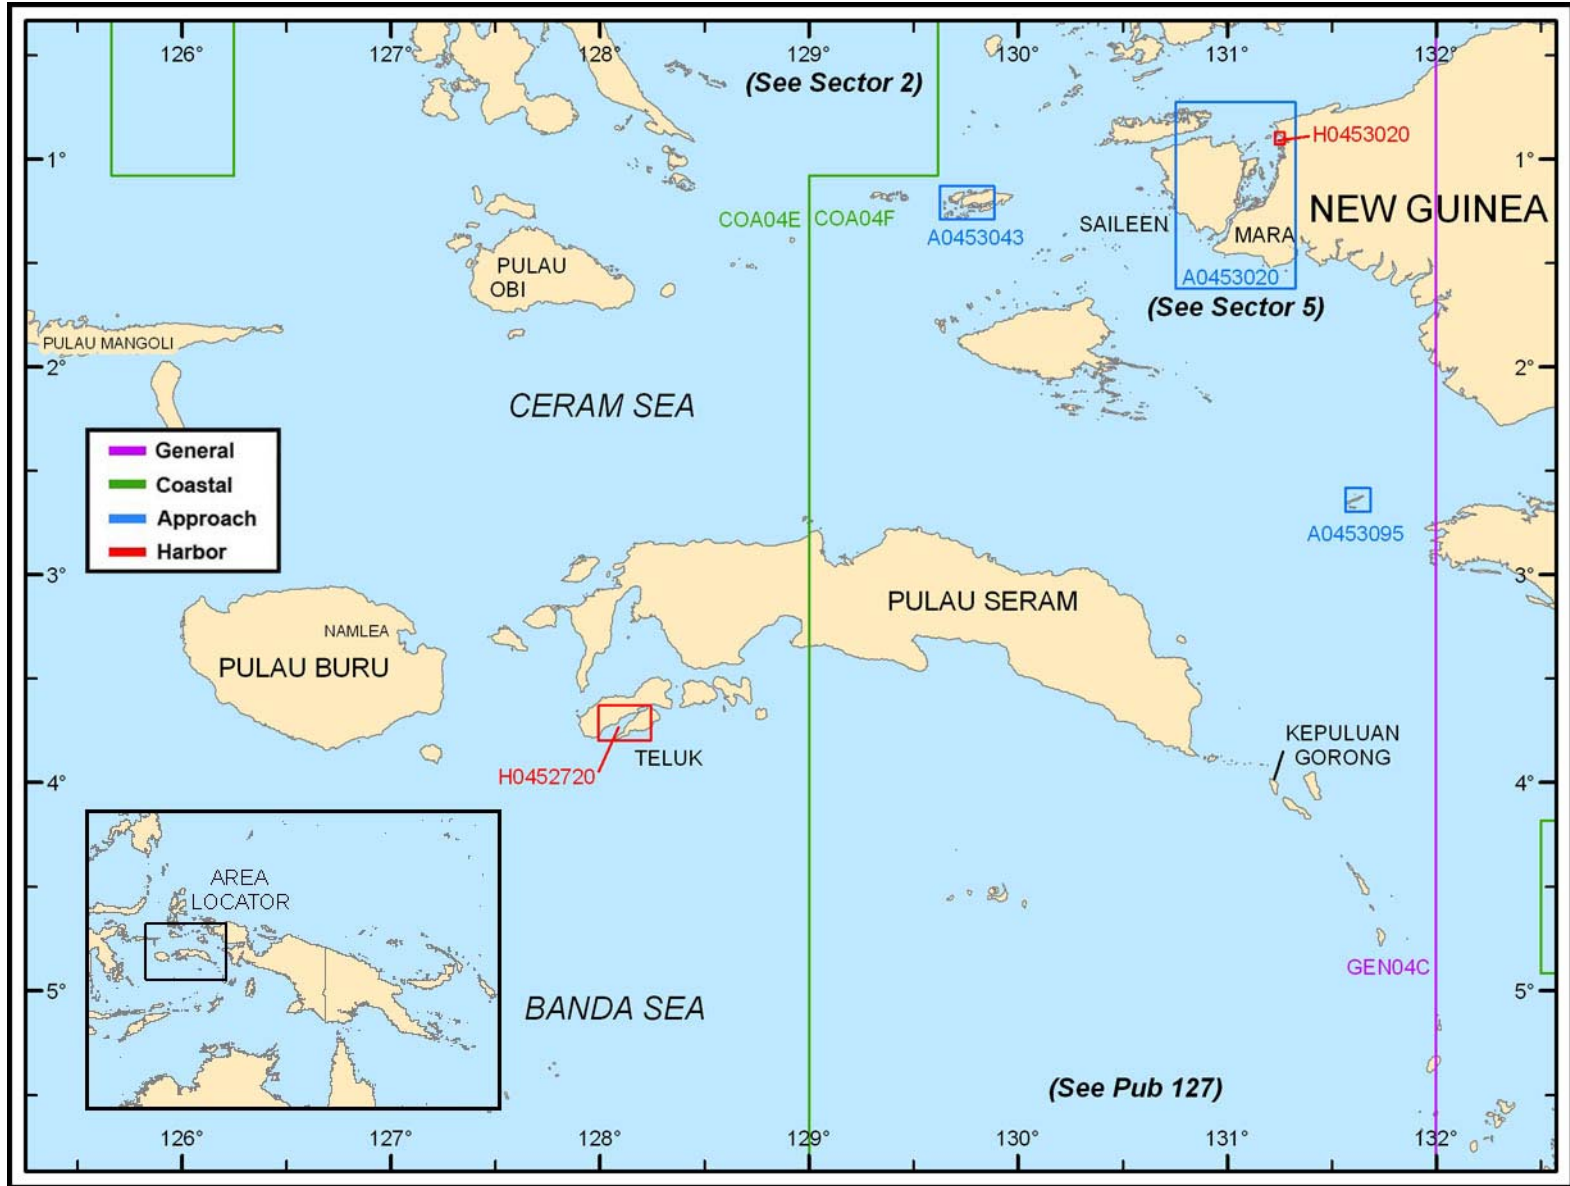 126°
127°
128°
129°
130°
131°
132°
(See Sector 2)
H0453020
1°
1°
NEW GUINEA
COA04E
COA04F
A0453043
SAILEEN
MARA
PULAU
OBI
A0453020
(See Sector 5)
PULAU MANGOLI
2°
2°
CERAM SEA
General
Coastal
Approach
Harbor
A0453095
3°
3°
PULAU SERAM
NAMLEA
PULAU BURU
KEPULUAN
GORONG
TELUK
H0452720
4°
4°
AREA
LOCATOR
GEN04C
5°
5°
BANDA SEA
(See Pub 127)
126°
127°
128°
129°
130°
131°
132°